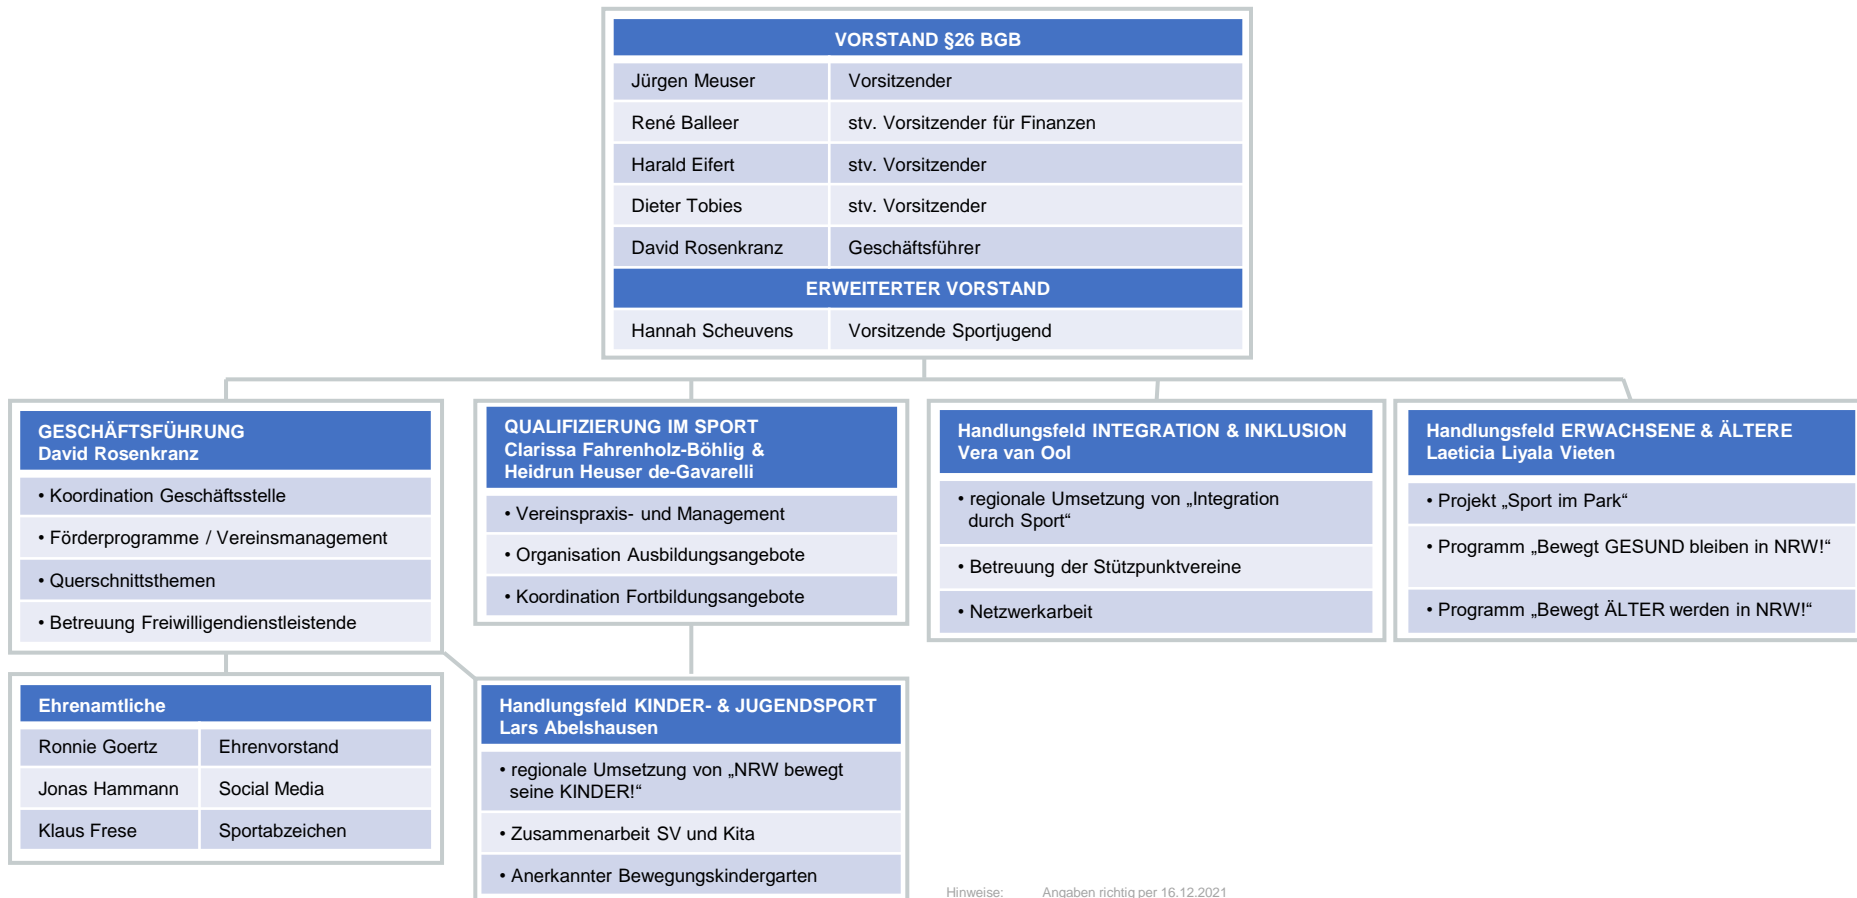 VORSTAND §26 BGB
Jürgen Meuser Vorsitzender
René Balleer stv. Vorsitzender für Finanzen
Harald Eifert stv. Vorsitzender
Dieter Tobies stv. Vorsitzender
David Rosenkranz Geschäftsführer
ERWEITERTER VORSTAND
Hannah Scheuvens Vorsitzende Sportjugend
GESCHÄFTSFÜHRUNG
David Rosenkranz
• Koordination Geschäftsstelle
• Förderprogramme / Vereinsmanagement
• Querschnittsthemen
• Betreuung Freiwilligendienstleistende
QUALIFIZIERUNG IM SPORT
Clarissa Fahrenholz-Böhlig &
Heidrun Heuser de-Gavarelli
• Vereinspraxis- und Management
• Organisation Ausbildungsangebote
• Koordination Fortbildungsangebote
Handlungsfeld INTEGRATION & INKLUSION
Vera van Ool
• regionale Umsetzung von „Integration
durch Sport“
• Betreuung der Stützpunktvereine
• Netzwerkarbeit
Handlungsfeld ERWACHSENE & ÄLTERE
Laeticia Liyala Vieten
• Projekt „Sport im Park“
• Programm „Bewegt GESUND bleiben in NRW!“
• Programm „Bewegt ÄLTER werden in NRW!“
Ehrenamtliche
Ronnie Goertz Ehrenvorstand
Jonas Hammann Social Media
Klaus Frese Sportabzeichen
Handlungsfeld KINDER- & JUGENDSPORT
Lars Abelshausen
• regionale Umsetzung von „NRW bewegt
seine KINDER!“
• Zusammenarbeit SV und Kita
• Anerkannter Bewegungskindergarten
Hinweise: Angaben richtig per 16.12.2021